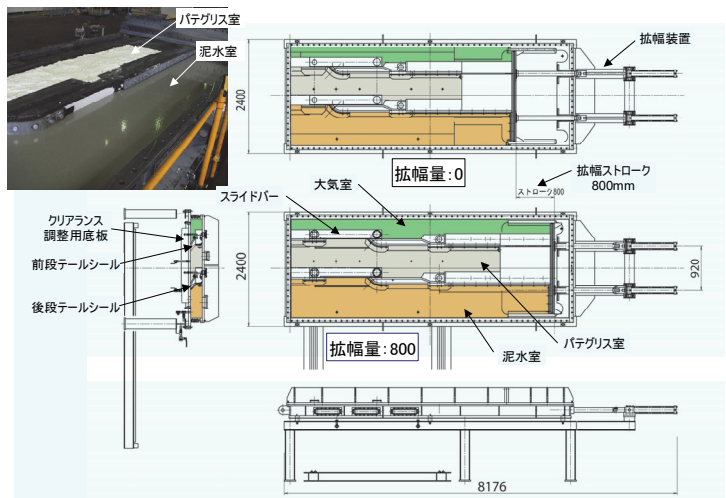 パテグリス室
泥水室
拡幅装置
2400
拡幅量:0
拡幅ストローク
800mm
ストローク800
大気室
スライドバー
クリアランス
調整用底板
前段テールシール
後段テールシール
2400
920
パテグリス室
泥水室
拡幅量:800
8176